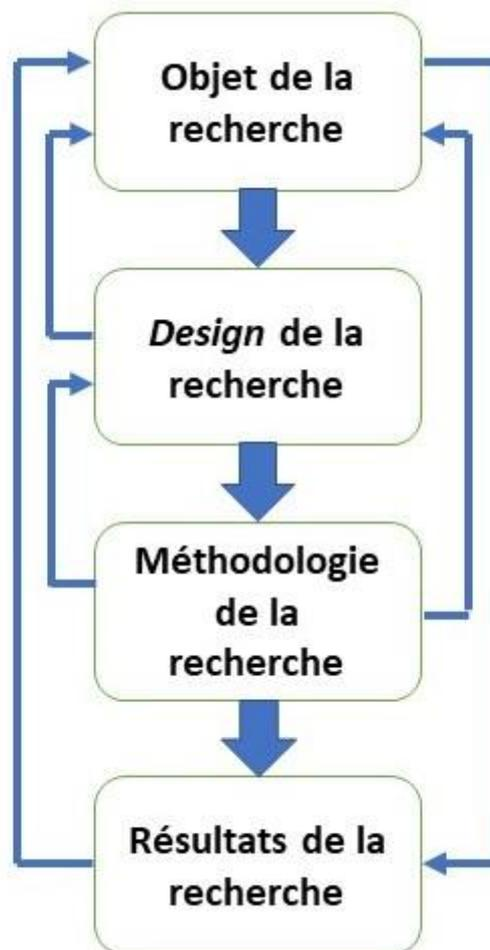 Objet de la
recherche
Design de la
recherche
Méthodologie
de la
recherche
Résultats de la
recherche